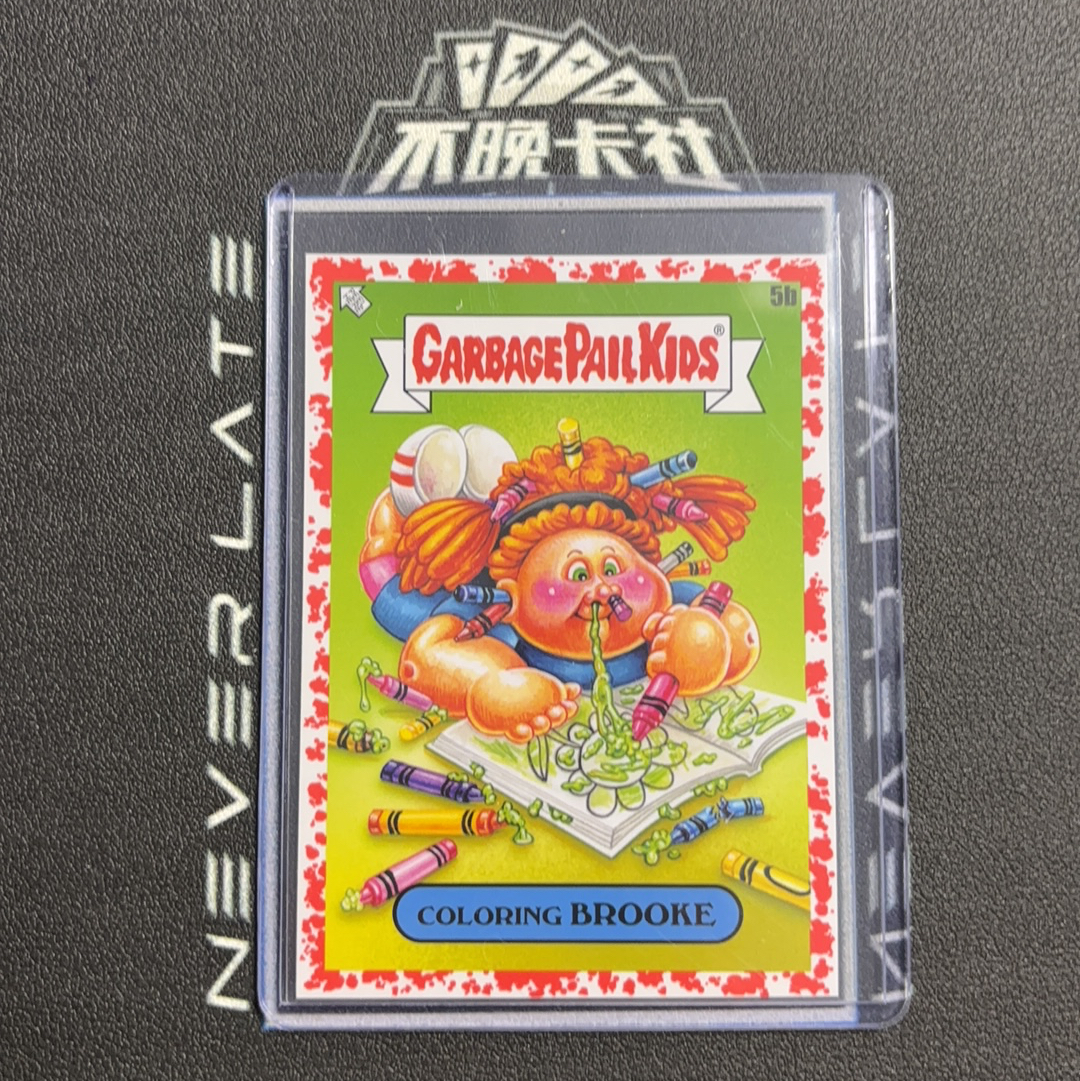 不晚卡社
5b
GARBAGE PAIL KIDS®
COLORING BROOKE
NEVERLATE